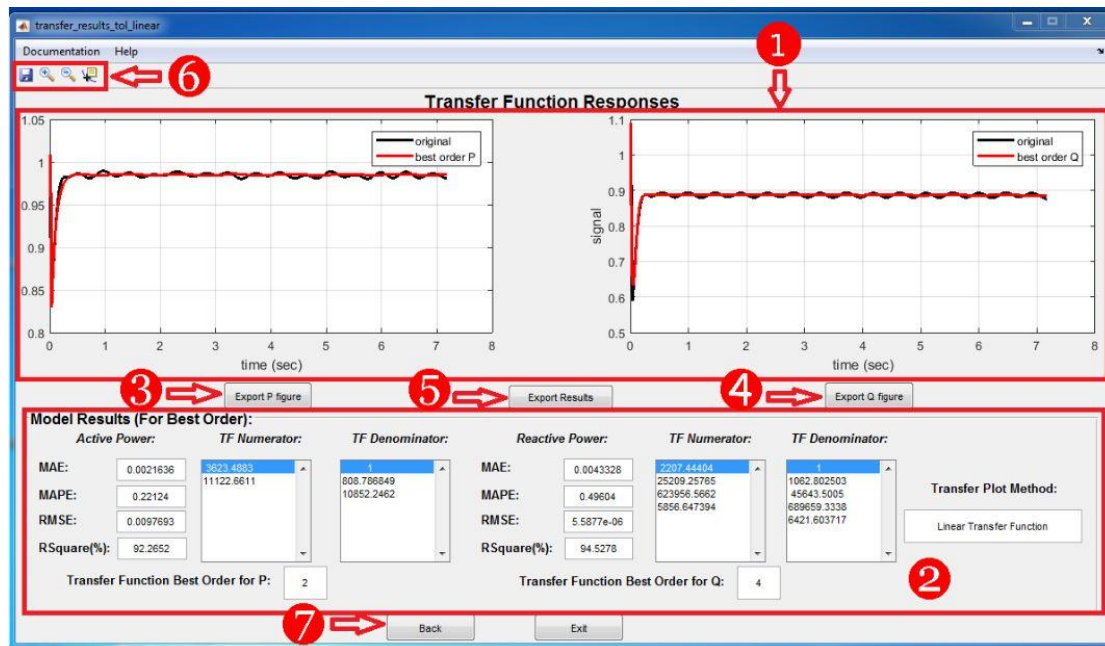 transfer_results_tol_linear
Documentation Help
6
1
Transfer Function Responses
1.05
1
0.95
0.9
0.85
0.8
0 1 2 3 4 5 6 7 8
time (sec)
original
best order P
1.1
1
0.9
0.8
0.7
0.6
0.5
signal
0 1 2 3 4 5 6 7 8
time (sec)
original
best order Q
3 Export P figure
5 Export Results
4 Export Q figure
Model Results (For Best Order):
Active Power: TF Numerator: TF Denominator: Reactive Power: TF Numerator: TF Denominator:
MAE: 0.0021636
MAPE: 0.22124
RMSE: 0.0097693
RSquare(%): 92.2652
3623.4883
11122.6611
1
808.786849
10852.2462
MAE: 0.0043328
MAPE: 0.49604
RMSE: 5.5877e-06
RSquare(%): 94.5278
2207.44404
25209.25765
623956.5662
5856.647394
1
1062.802503
45643.5005
689659.3338
6421.603717
Transfer Plot Method:
Linear Transfer Function
2
Transfer Function Best Order for P: 2
Transfer Function Best Order for Q: 4
7 Back Exit